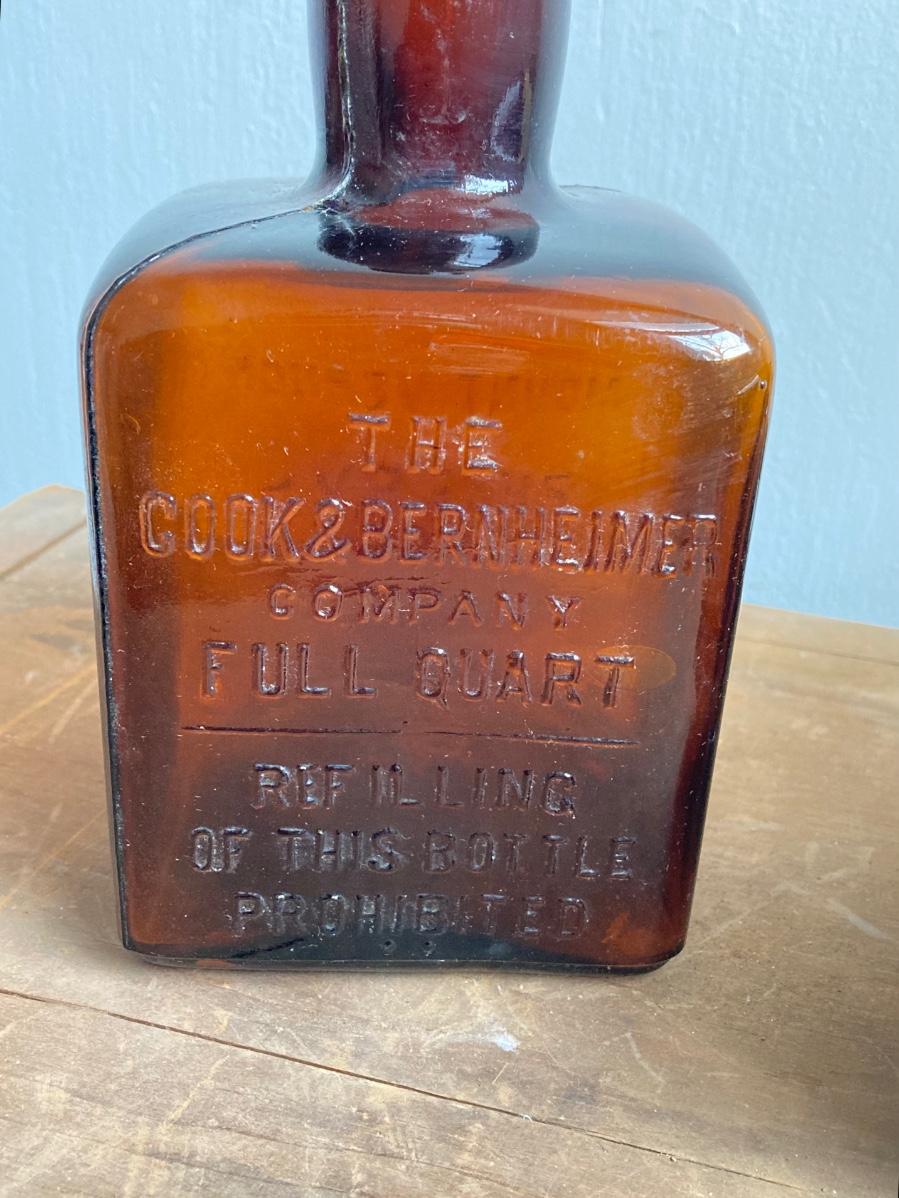 THE
COOK & BERNHEIMER
COMPANY
FULL QUART
REFILLING
OF THIS BOTTLE
PROHIBITED